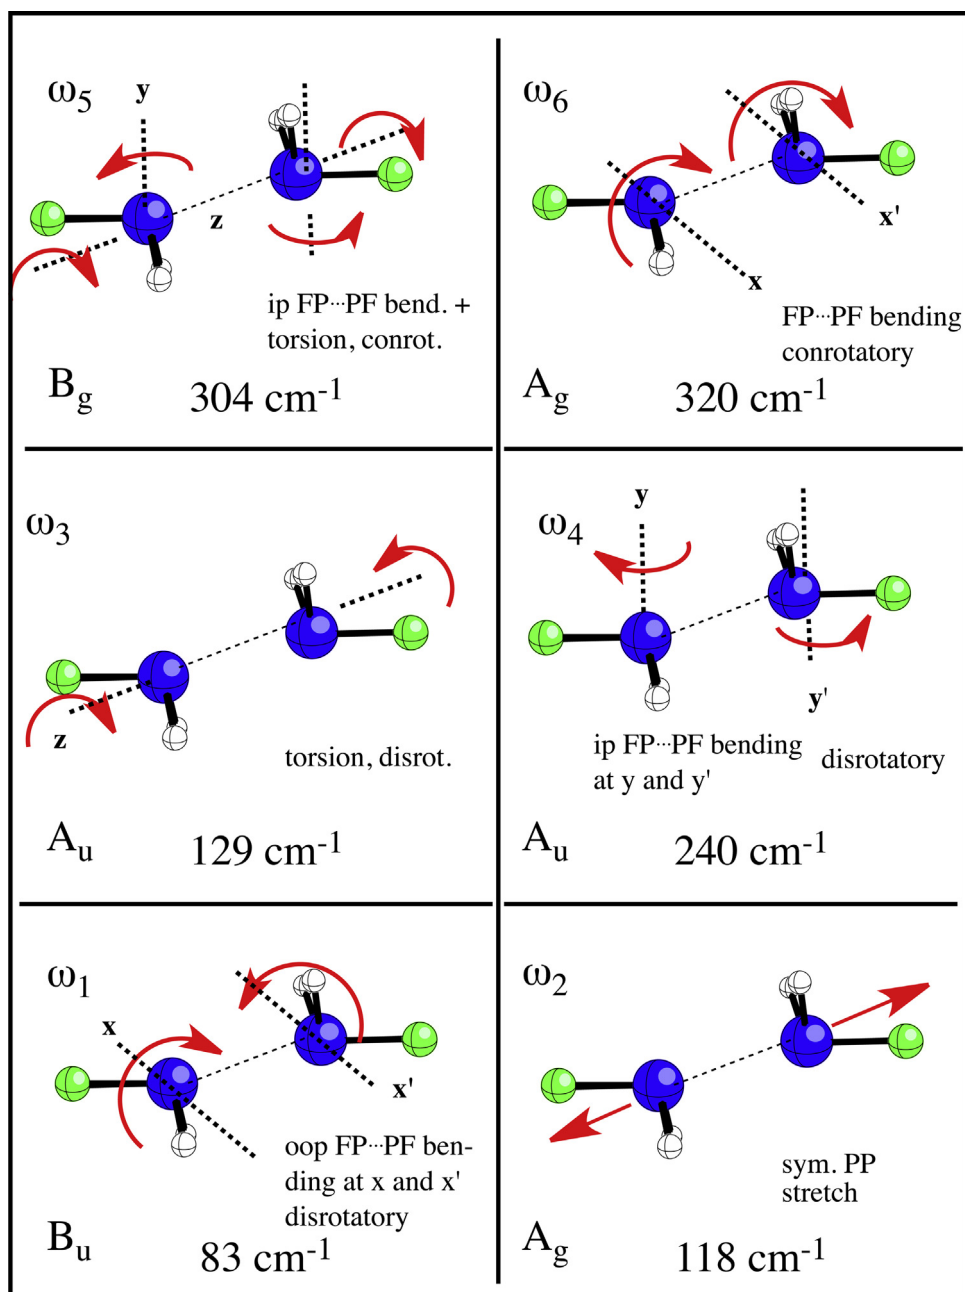 ω5
y
z
ip FP···PF bend. +
torsion, conrot.
Bg
304 cm-1
ω6
x'
x
FP···PF bending
conrotatory
Ag
320 cm-1
ω3
z
torsion, disrot.
Au
129 cm-1
ω4
y
y'
ip FP···PF bending
at y and y'
disrotatory
Au
240 cm-1
ω1
x
x'
oop FP···PF ben-
ding at x and x'
disrotatory
Bu
83 cm-1
ω2
sym. PP
stretch
Ag
118 cm-1